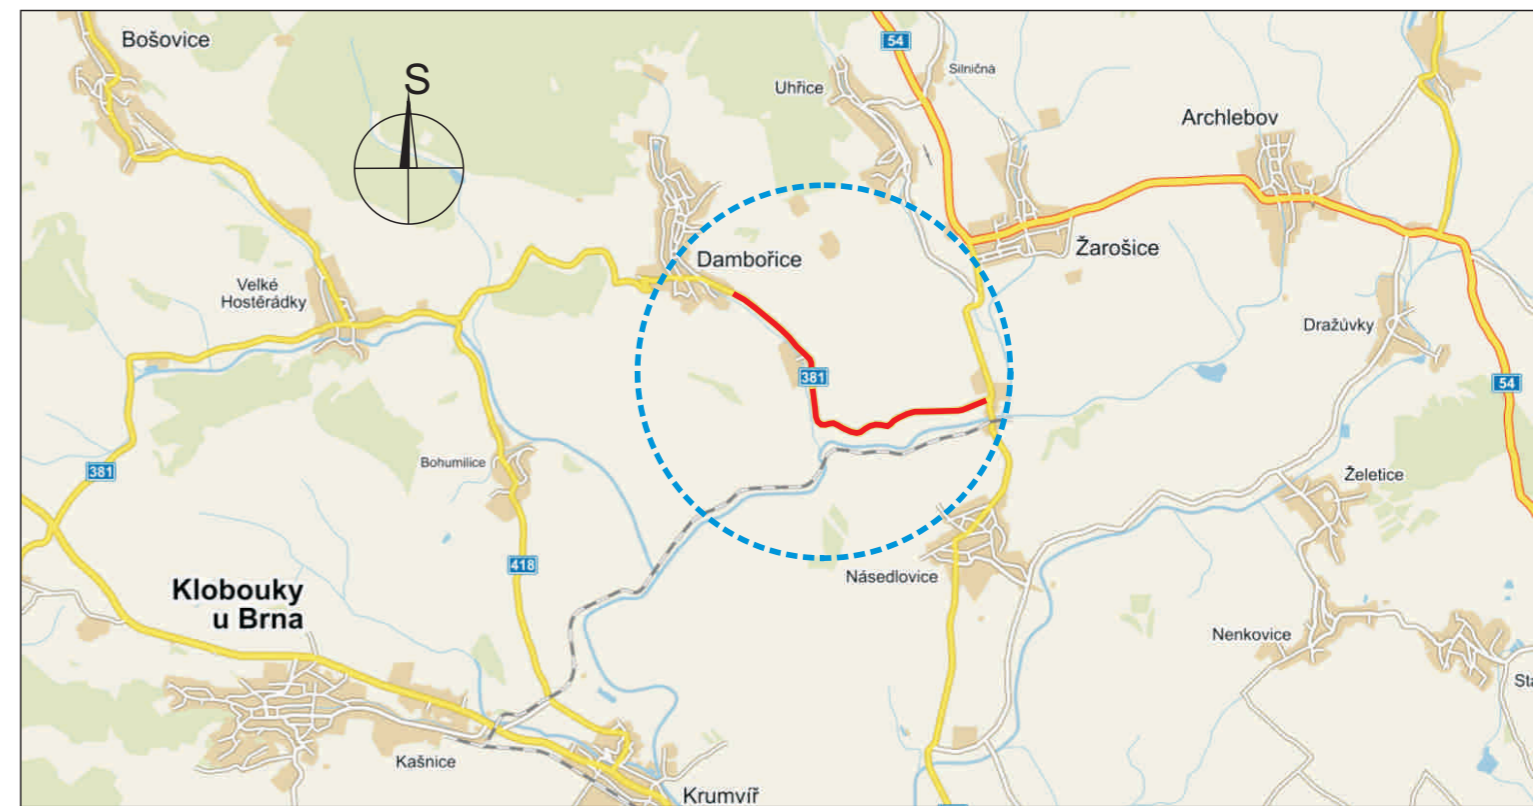 Bošovice
S
54
Silničná
Uhřice
Archlebov
Dambořice
Žarošice
Velké
Hostěrádky
Dražůvky
381
54
Bohumilice
381
Želetice
418
Násedlovice
Klobouky
u Brna
Nenkovice
Kašnice
Krumvíř